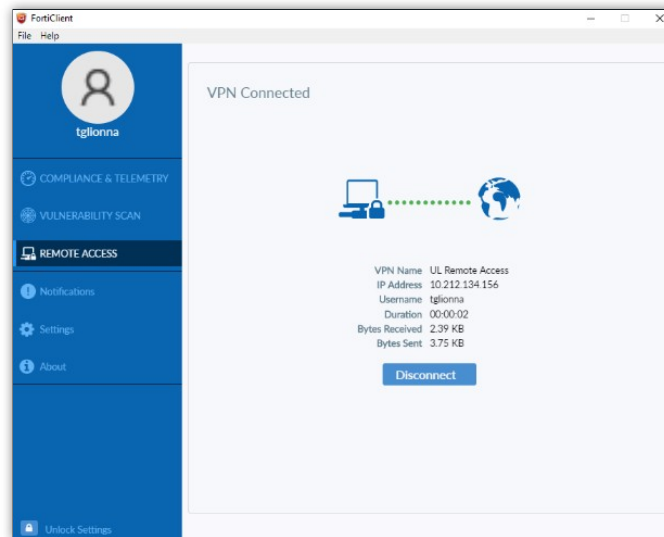 FortiClient
File Help
tglionna
COMPLIANCE & TELEMETRY
VULNERABILITY SCAN
REMOTE ACCESS
Notifications
Settings
About
Unlock Settings
VPN Connected
VPN Name UL Remote Access
IP Address 10.212.134.156
Username tglionna
Duration 00:00:02
Bytes Received 2.39 KB
Bytes Sent 3.75 KB
Disconnect